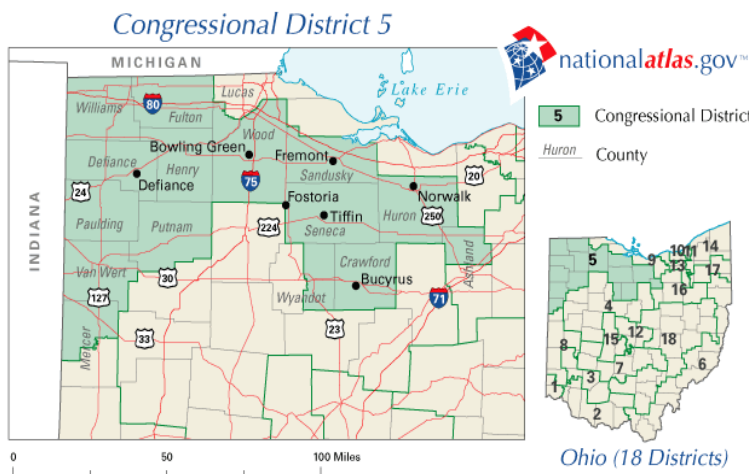 Congressional District 5
MICHIGAN
nationalatlas.gov™
Lake Erie
Lucas
Williams
80
Fulton
5 Congressional District
Wood
Bowling Green
Fremont
Huron County
Defiance
Henry
75
Sandusky
20
Defiance
24
Fostoria
Norwalk
Tiffin
Huron
250
Paulding
Putnam
224
Seneca
INDIANA
Crawford
Ashland
Van Wert
30
Bucyrus
127
Wyandot
71
33
23
Mercer
5
9
10
11
14
13
17
16
4
12
18
8
15
6
7
3
1
2
0
50
100 Miles
Ohio (18 Districts)